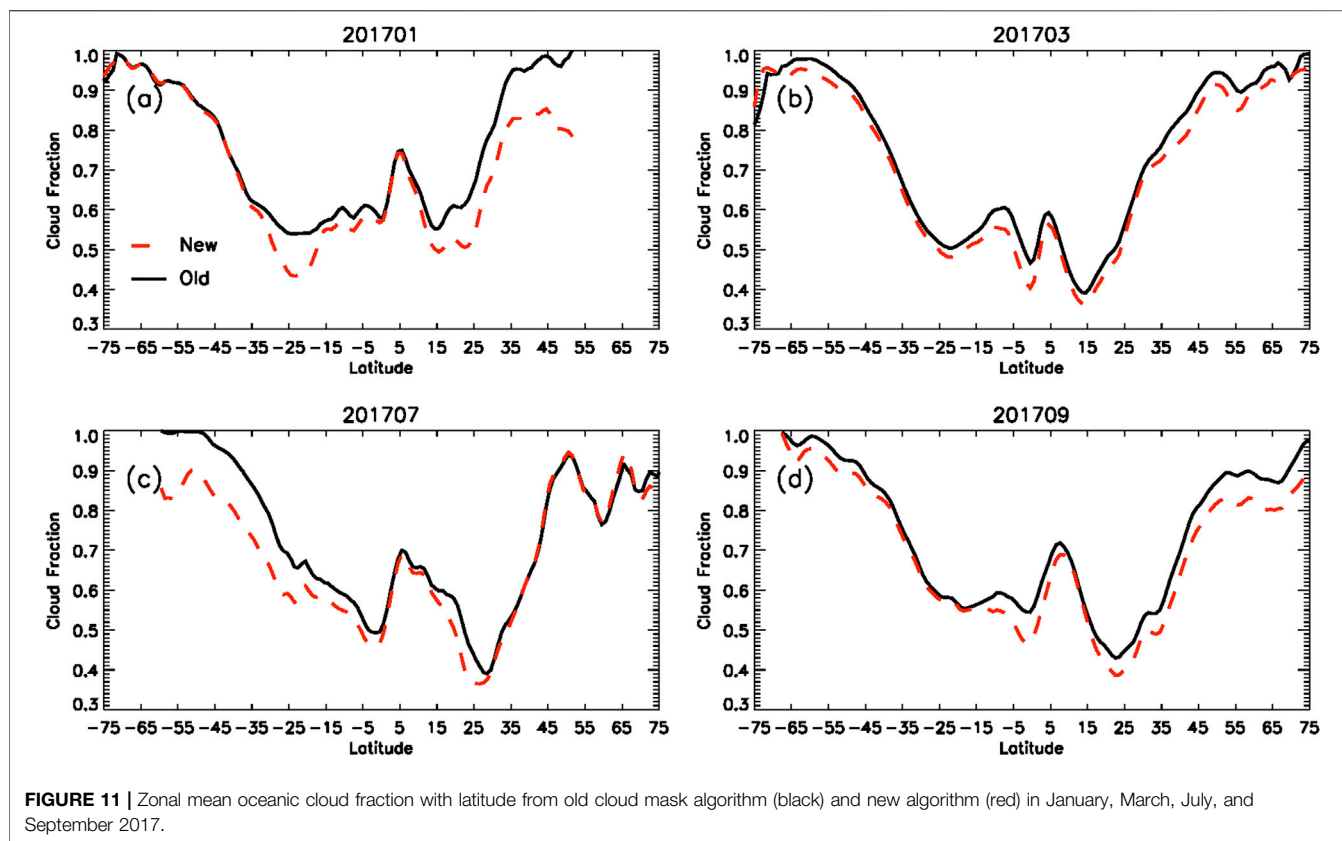 201701
1.0
0.9
0.8
0.7
0.6
0.5
0.4
0.3
Cloud Fraction
(a)
New
Old
-75 -65 -55 -45 -35 -25 -15 -5 5 15 25 35 45 55 65 75
Latitude
201703
1.0
0.9
0.8
0.7
0.6
0.5
0.4
0.3
Cloud Fraction
(b)
-75 -65 -55 -45 -35 -25 -15 -5 5 15 25 35 45 55 65 75
Latitude
201707
1.0
0.9
0.8
0.7
0.6
0.5
0.4
0.3
Cloud Fraction
(c)
-75 -65 -55 -45 -35 -25 -15 -5 5 15 25 35 45 55 65 75
Latitude
201709
1.0
0.9
0.8
0.7
0.6
0.5
0.4
0.3
Cloud Fraction
(d)
-75 -65 -55 -45 -35 -25 -15 -5 5 15 25 35 45 55 65 75
Latitude
FIGURE 11 | Zonal mean oceanic cloud fraction with latitude from old cloud mask algorithm (black) and new algorithm (red) in January, March, July, and
September 2017.